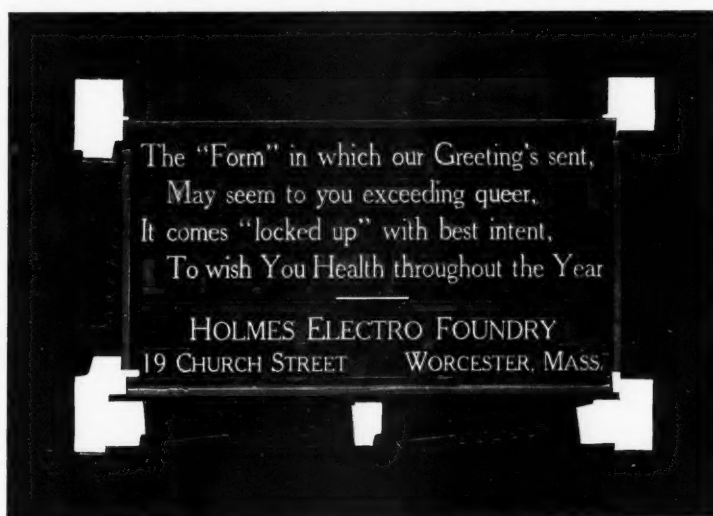 The "Form" in which our Greeting's sent,
May seem to you exceeding queer,
It comes "locked up" with best intent,
To wish You Health throughout the Year
HOLMES ELECTRO FOUNDRY
19 CHURCH STREET WORCESTER, MASS.